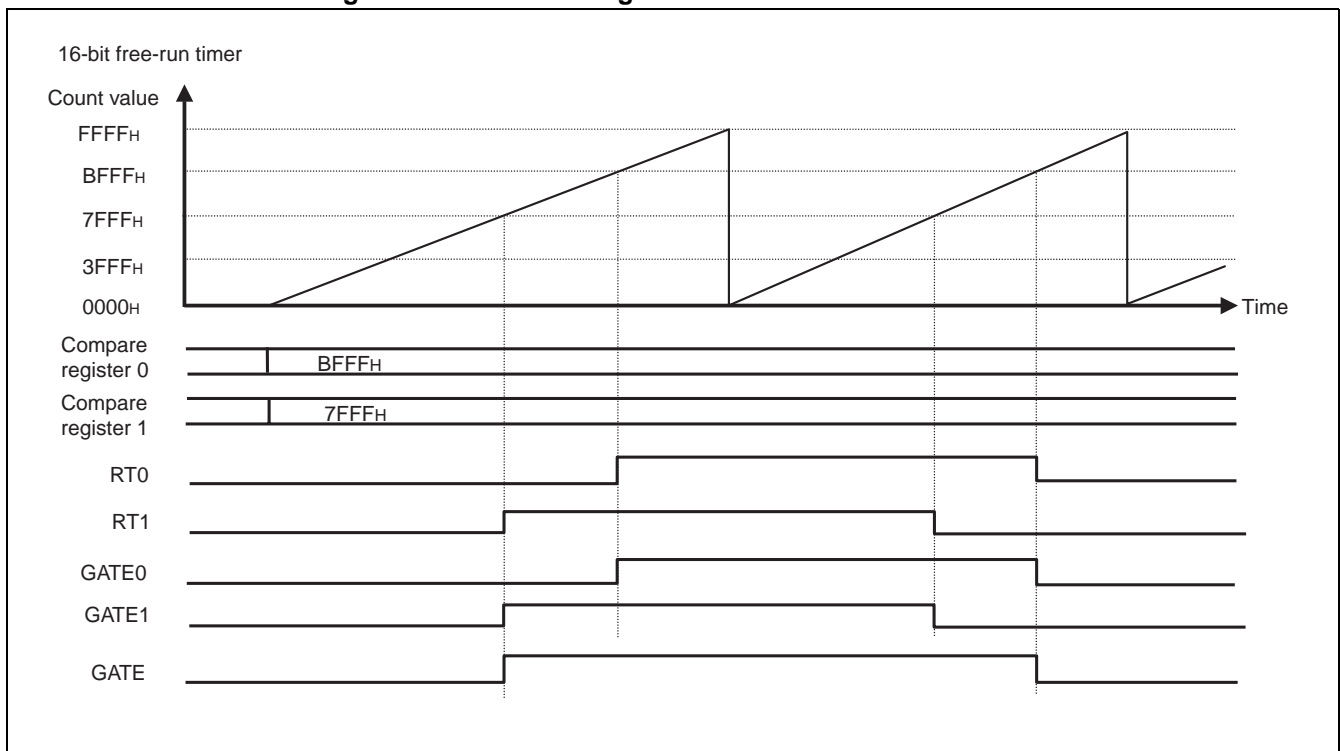 16-bit free-run timer
Count value
FFFFH
BFFFH
7FFFH
3FFFH
0000H
Time
Compare
register 0
BFFFH
Compare
register 1
7FFFH
RT0
RT1
GATE0
GATE1
GATE